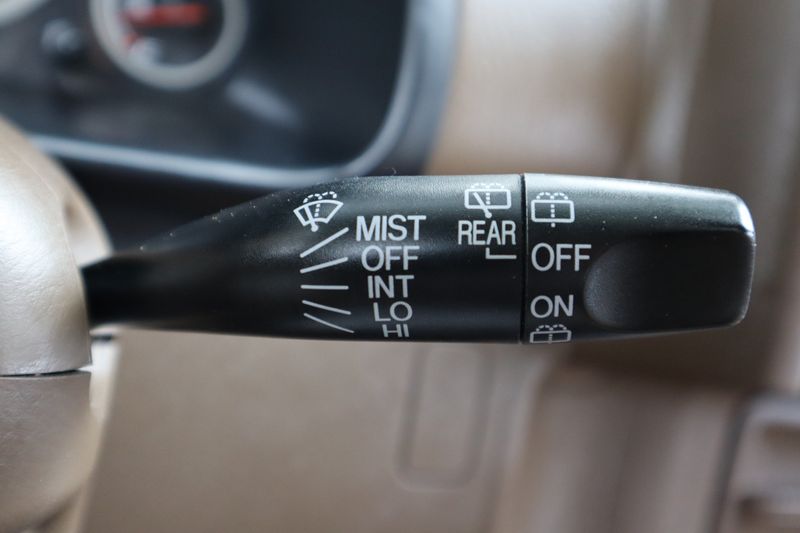 MIST
OFF
INT
LO
HI
REAR
OFF
ON